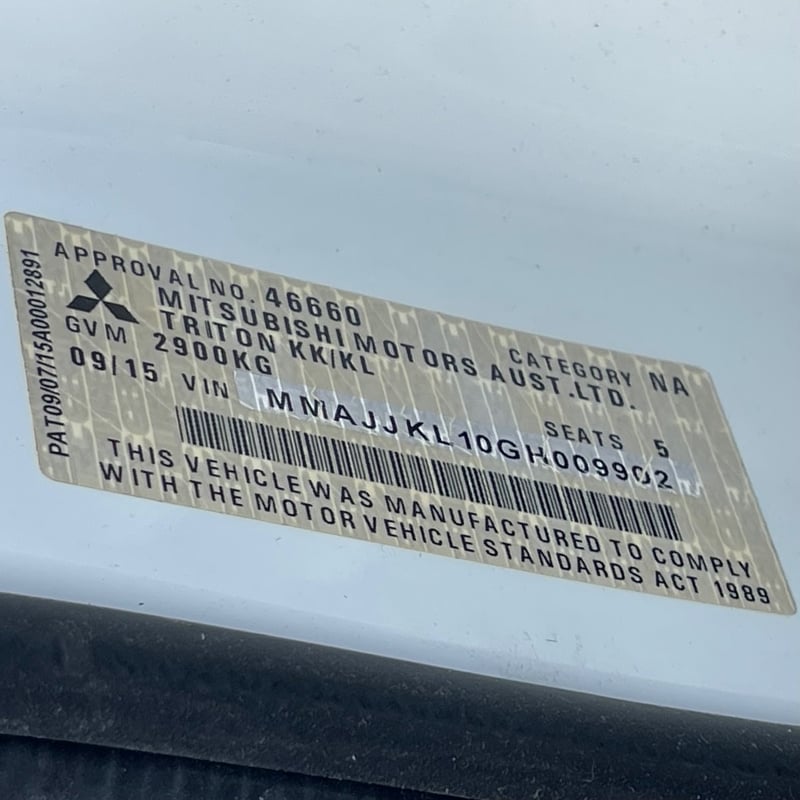 PAT09/07/15A00012891
APPROVAL NO. 46660 CATEGORY NA
MITSUBISHI MOTORS AUST.LTD.
TRITON KK/KL
GVM 2900KG SEATS 5
09/15 VIN MMAJJKL10GH009902
THIS VEHICLE WAS MANUFACTURED TO COMPLY
WITH THE MOTOR VEHICLE STANDARDS ACT 1989